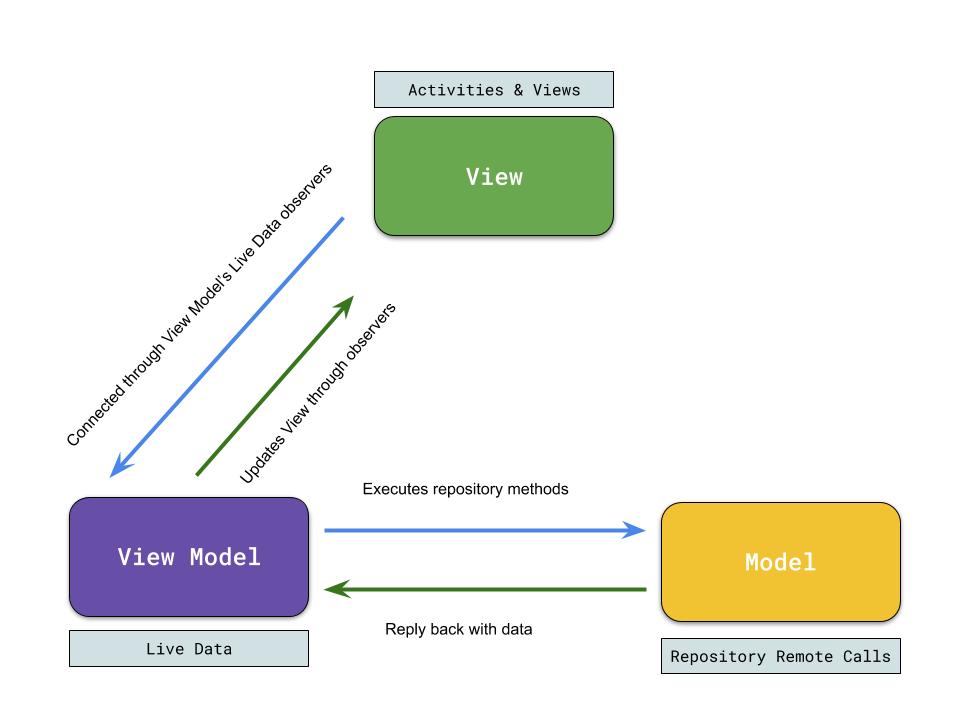 Activities & Views
View
Connected through View Model's Live Data observers
Updates View through observers
Executes repository methods
View Model
Model
Reply back with data
Live Data
Repository Remote Calls